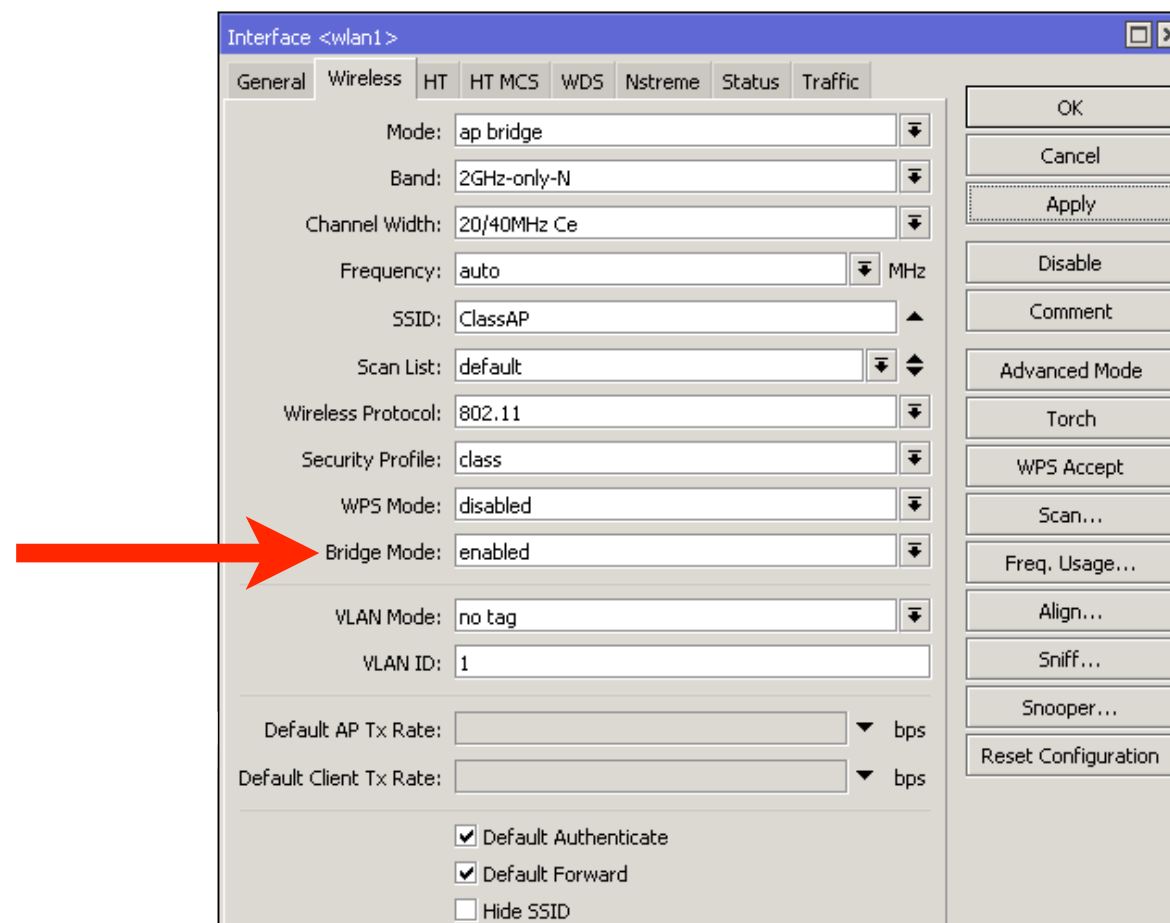 Interface <wlan1>
General Wireless HT HT MCS WDS Nstreme Status Traffic
Mode: ap bridge
Band: 2GHz-only-N
Channel Width: 20/40MHz Ce
Frequency: auto MHz
SSID: ClassAP
Scan List: default
Wireless Protocol: 802.11
Security Profile: class
WPS Mode: disabled
Bridge Mode: enabled
VLAN Mode: no tag
VLAN ID: 1
Default AP Tx Rate: bps
Default Client Tx Rate: bps
Default Authenticate
Default Forward
Hide SSID
OK
Cancel
Apply
Disable
Comment
Advanced Mode
Torch
WPS Accept
Scan...
Freq. Usage...
Align...
Sniff...
Snooper...
Reset Configuration